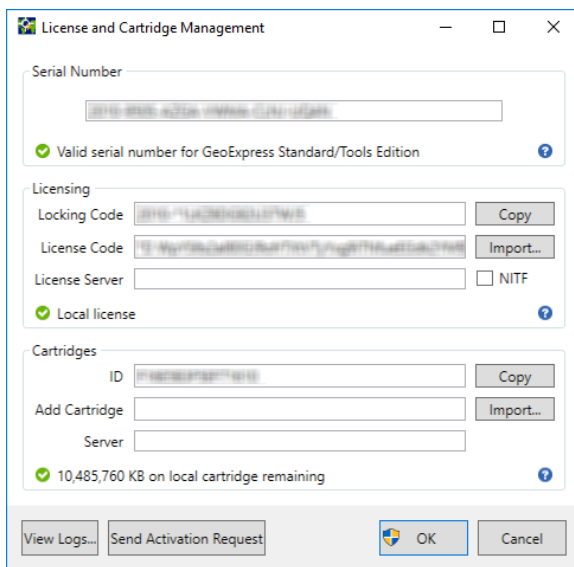 License and Cartridge Management
Serial Number
Valid serial number for GeoExpress Standard/Tools Edition
Licensing
Locking Code
Copy
License Code
Import...
License Server
NITF
Local license
Cartridges
ID
Copy
Add Cartridge
Import...
Server
10,485,760 KB on local cartridge remaining
View Logs...
Send Activation Request
OK
Cancel